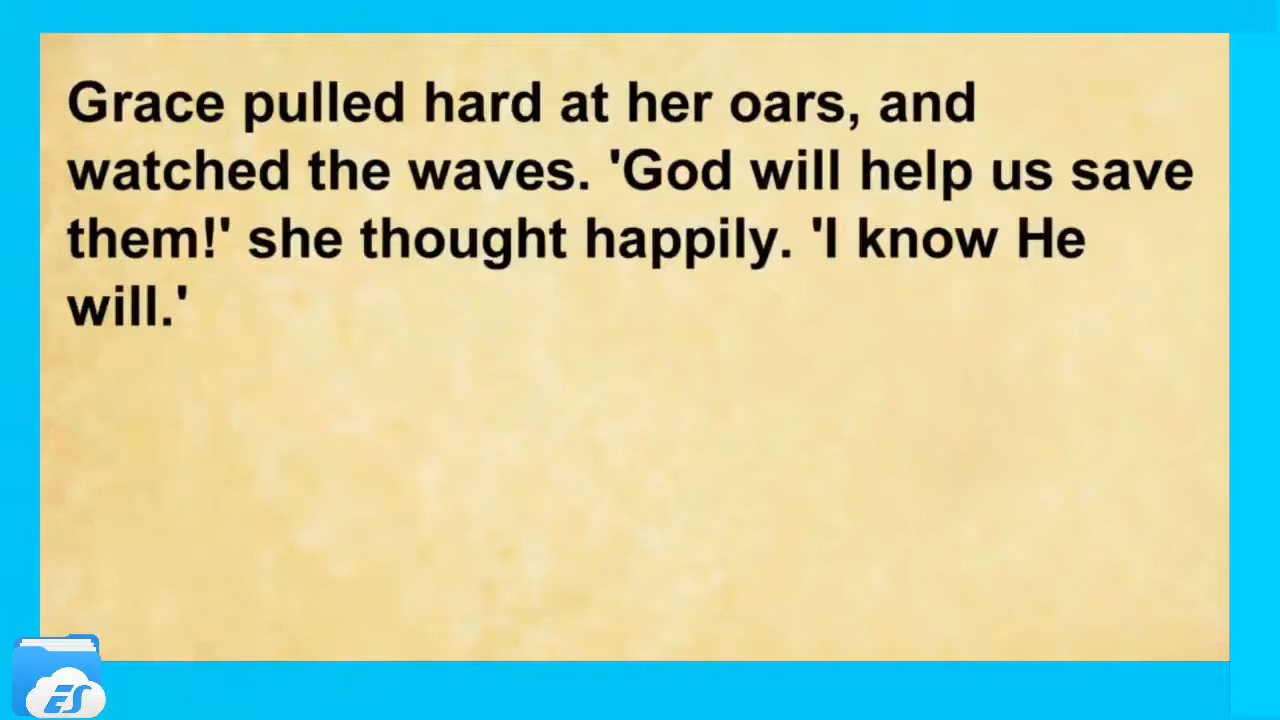 Grace pulled hard at her oars, and
watched the waves. 'God will help us save
them!' she thought happily. 'I know He
will.'
ES